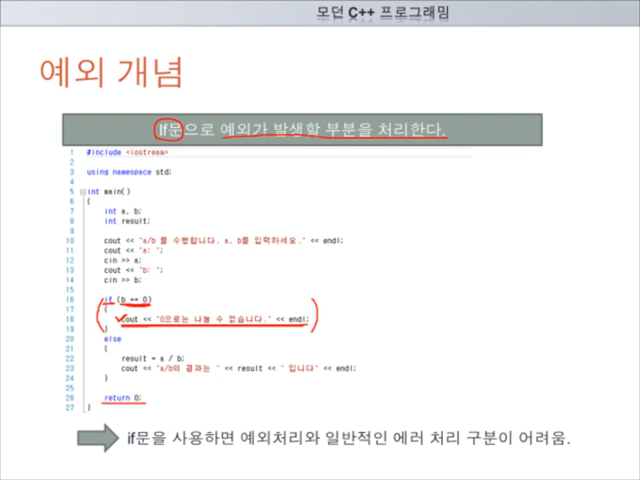 모던 C++ 프로그래밍
예외 개념
If문으로 예외가 발생할 부분을 처리한다.
1 #include <iostream>
2
3 using namespace std;
4
5 int main()
6 {
7 int a, b;
8 int result;
9
10 cout << "a/b 를 수행합니다. a, b를 입력하세요." << endl;
11 cout << "a: ";
12 cin >> a;
13 cout << "b: ";
14 cin >> b;
15
16 if (b == 0)
17 {
18 cout << "0으로는 나눌 수 없습니다." << endl;
19 }
20 else
21 {
22 result = a / b;
23 cout << "a/b의 결과는 " << result << " 입니다" << endl;
24 }
25
26 return 0;
27 }
if문을 사용하면 예외처리와 일반적인 에러 처리 구분이 어려움.